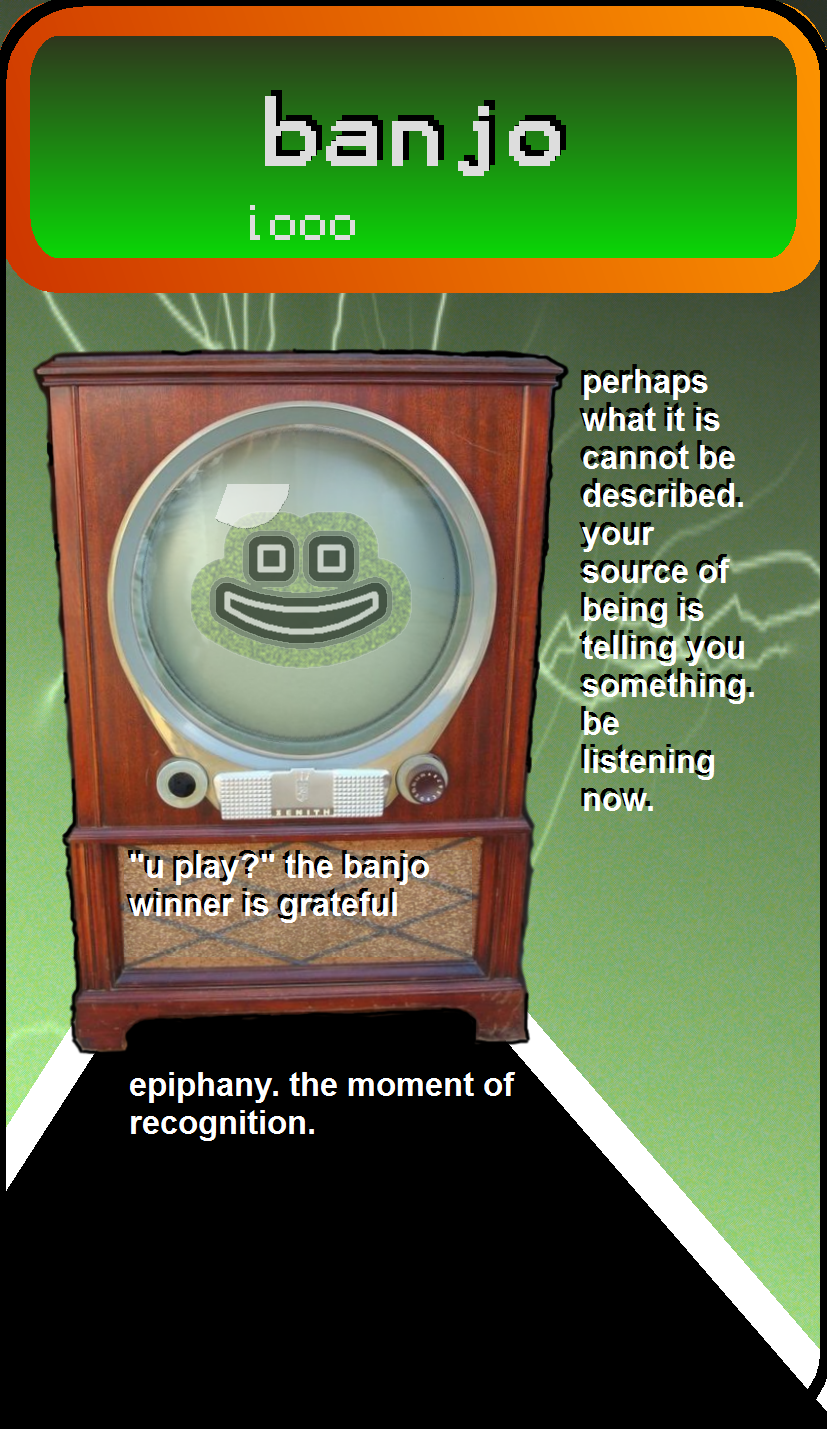 banjo
iooo
perhaps
what it is
cannot be
described.
your
source of
being is
telling you
something.
be
listening
now.
ZENITH
"u play?" the banjo
winner is grateful
epiphany. the moment of
recognition.